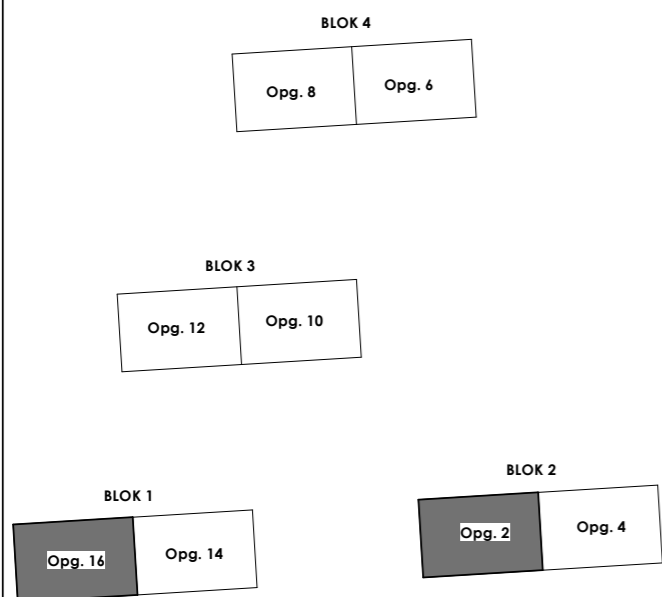 BLOK 4
Opg. 8
Opg. 6
BLOK 3
Opg. 12
Opg. 10
BLOK 1
Opg. 16
Opg. 14
BLOK 2
Opg. 2
Opg. 4